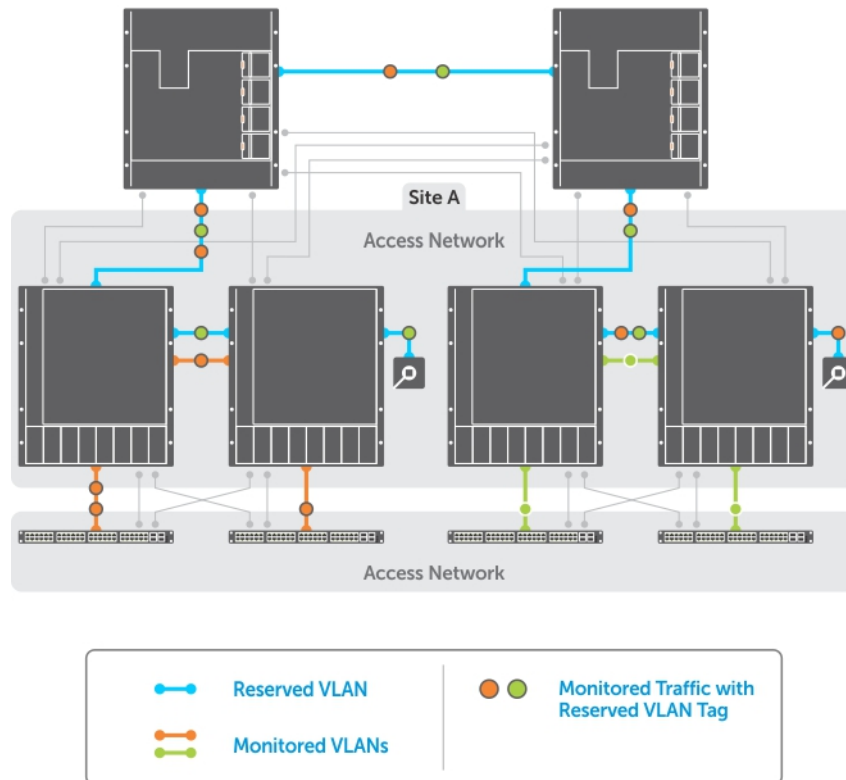 Site A
Access Network
Access Network
Reserved VLAN
Monitored VLANs
Monitored Traffic with
Reserved VLAN Tag